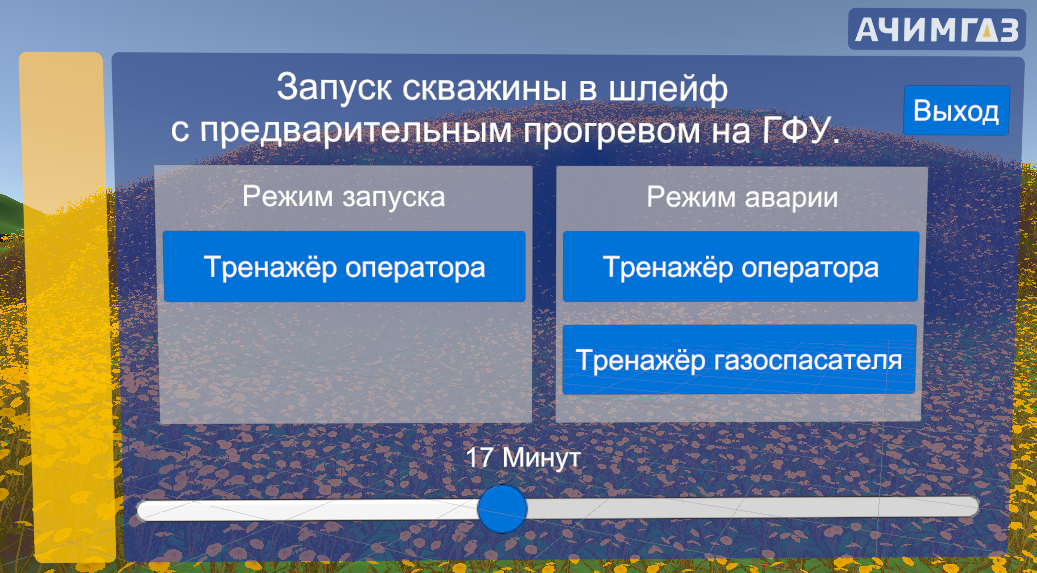 АЧИМГАЗ
Запуск скважины в шлейф
с предварительным прогревом на ГФУ.
Выход
Режим запуска
Тренажёр оператора
Режим аварии
Тренажёр оператора
Тренажёр газоспасателя
17 Минут